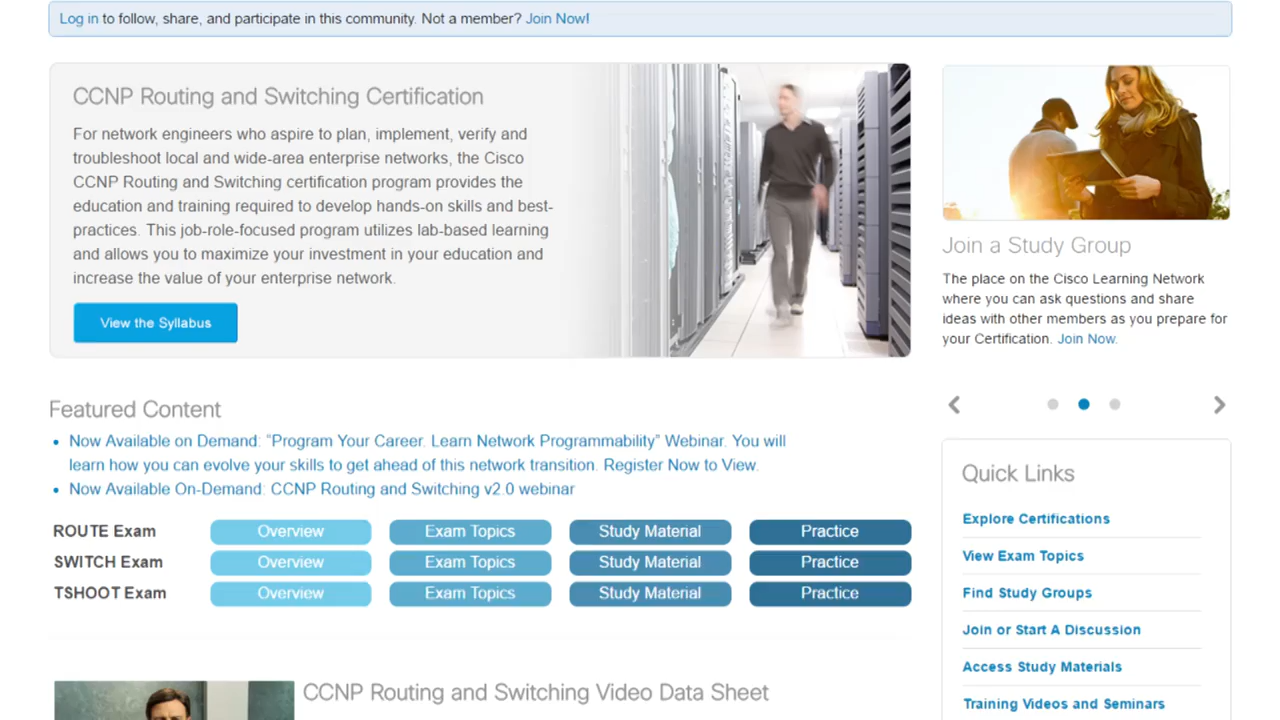 Log in to follow, share, and participate in this community. Not a member? Join Now!
CCNP Routing and Switching Certification
For network engineers who aspire to plan, implement, verify and
troubleshoot local and wide-area enterprise networks, the Cisco
CCNP Routing and Switching certification program provides the
education and training required to develop hands-on skills and best-
practices. This job-role-focused program utilizes lab-based learning
and allows you to maximize your investment in your education and
increase the value of your enterprise network.
View the Syllabus
Join a Study Group
The place on the Cisco Learning Network
where you can ask questions and share
ideas with other members as you prepare for
your Certification. Join Now.
Featured Content
• Now Available on Demand: "Program Your Career. Learn Network Programmability" Webinar. You will
learn how you can evolve your skills to get ahead of this network transition. Register Now to View.
• Now Available On-Demand: CCNP Routing and Switching v2.0 webinar
ROUTE Exam Overview Exam Topics Study Material Practice
SWITCH Exam Overview Exam Topics Study Material Practice
TSHOOT Exam Overview Exam Topics Study Material Practice
CCNP Routing and Switching Video Data Sheet
Quick Links
Explore Certifications
View Exam Topics
Find Study Groups
Join or Start A Discussion
Access Study Materials
Training Videos and Seminars